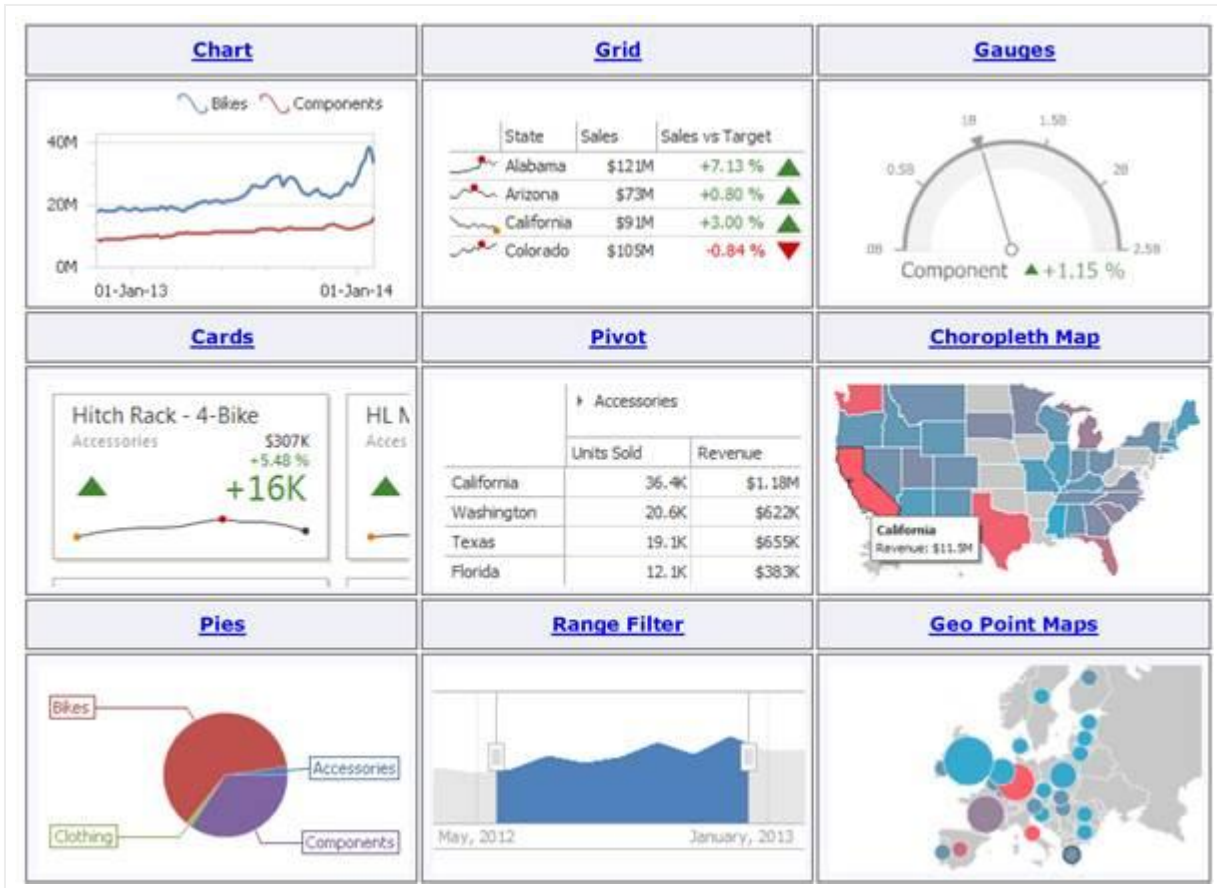 Chart
Grid
Gauges
Bikes Components
40M
20M
0M
01-Jan-13 01-Jan-14
State Sales Sales vs Target
Alabama $121M +7.13 %
Arizona $73M +0.80 %
California $91M +3.00 %
Colorado $105M -0.84 %
1B 1.5B
0.5B 2B
0B 2.5B
Component +1.15 %
Cards
Pivot
Choropleth Map
Hitch Rack - 4-Bike
Accessories $307K
+5.48 %
+16K
HL
Acces
Accessories
Units Sold Revenue
California 36.4K $1.18M
Washington 20.6K $622K
Texas 19.1K $655K
Florida 12.1K $383K
California
Revenue: $11.5M
Pies
Range Filter
Geo Point Maps
Bikes
Accessories
Clothing
Components
May, 2012 January, 2013